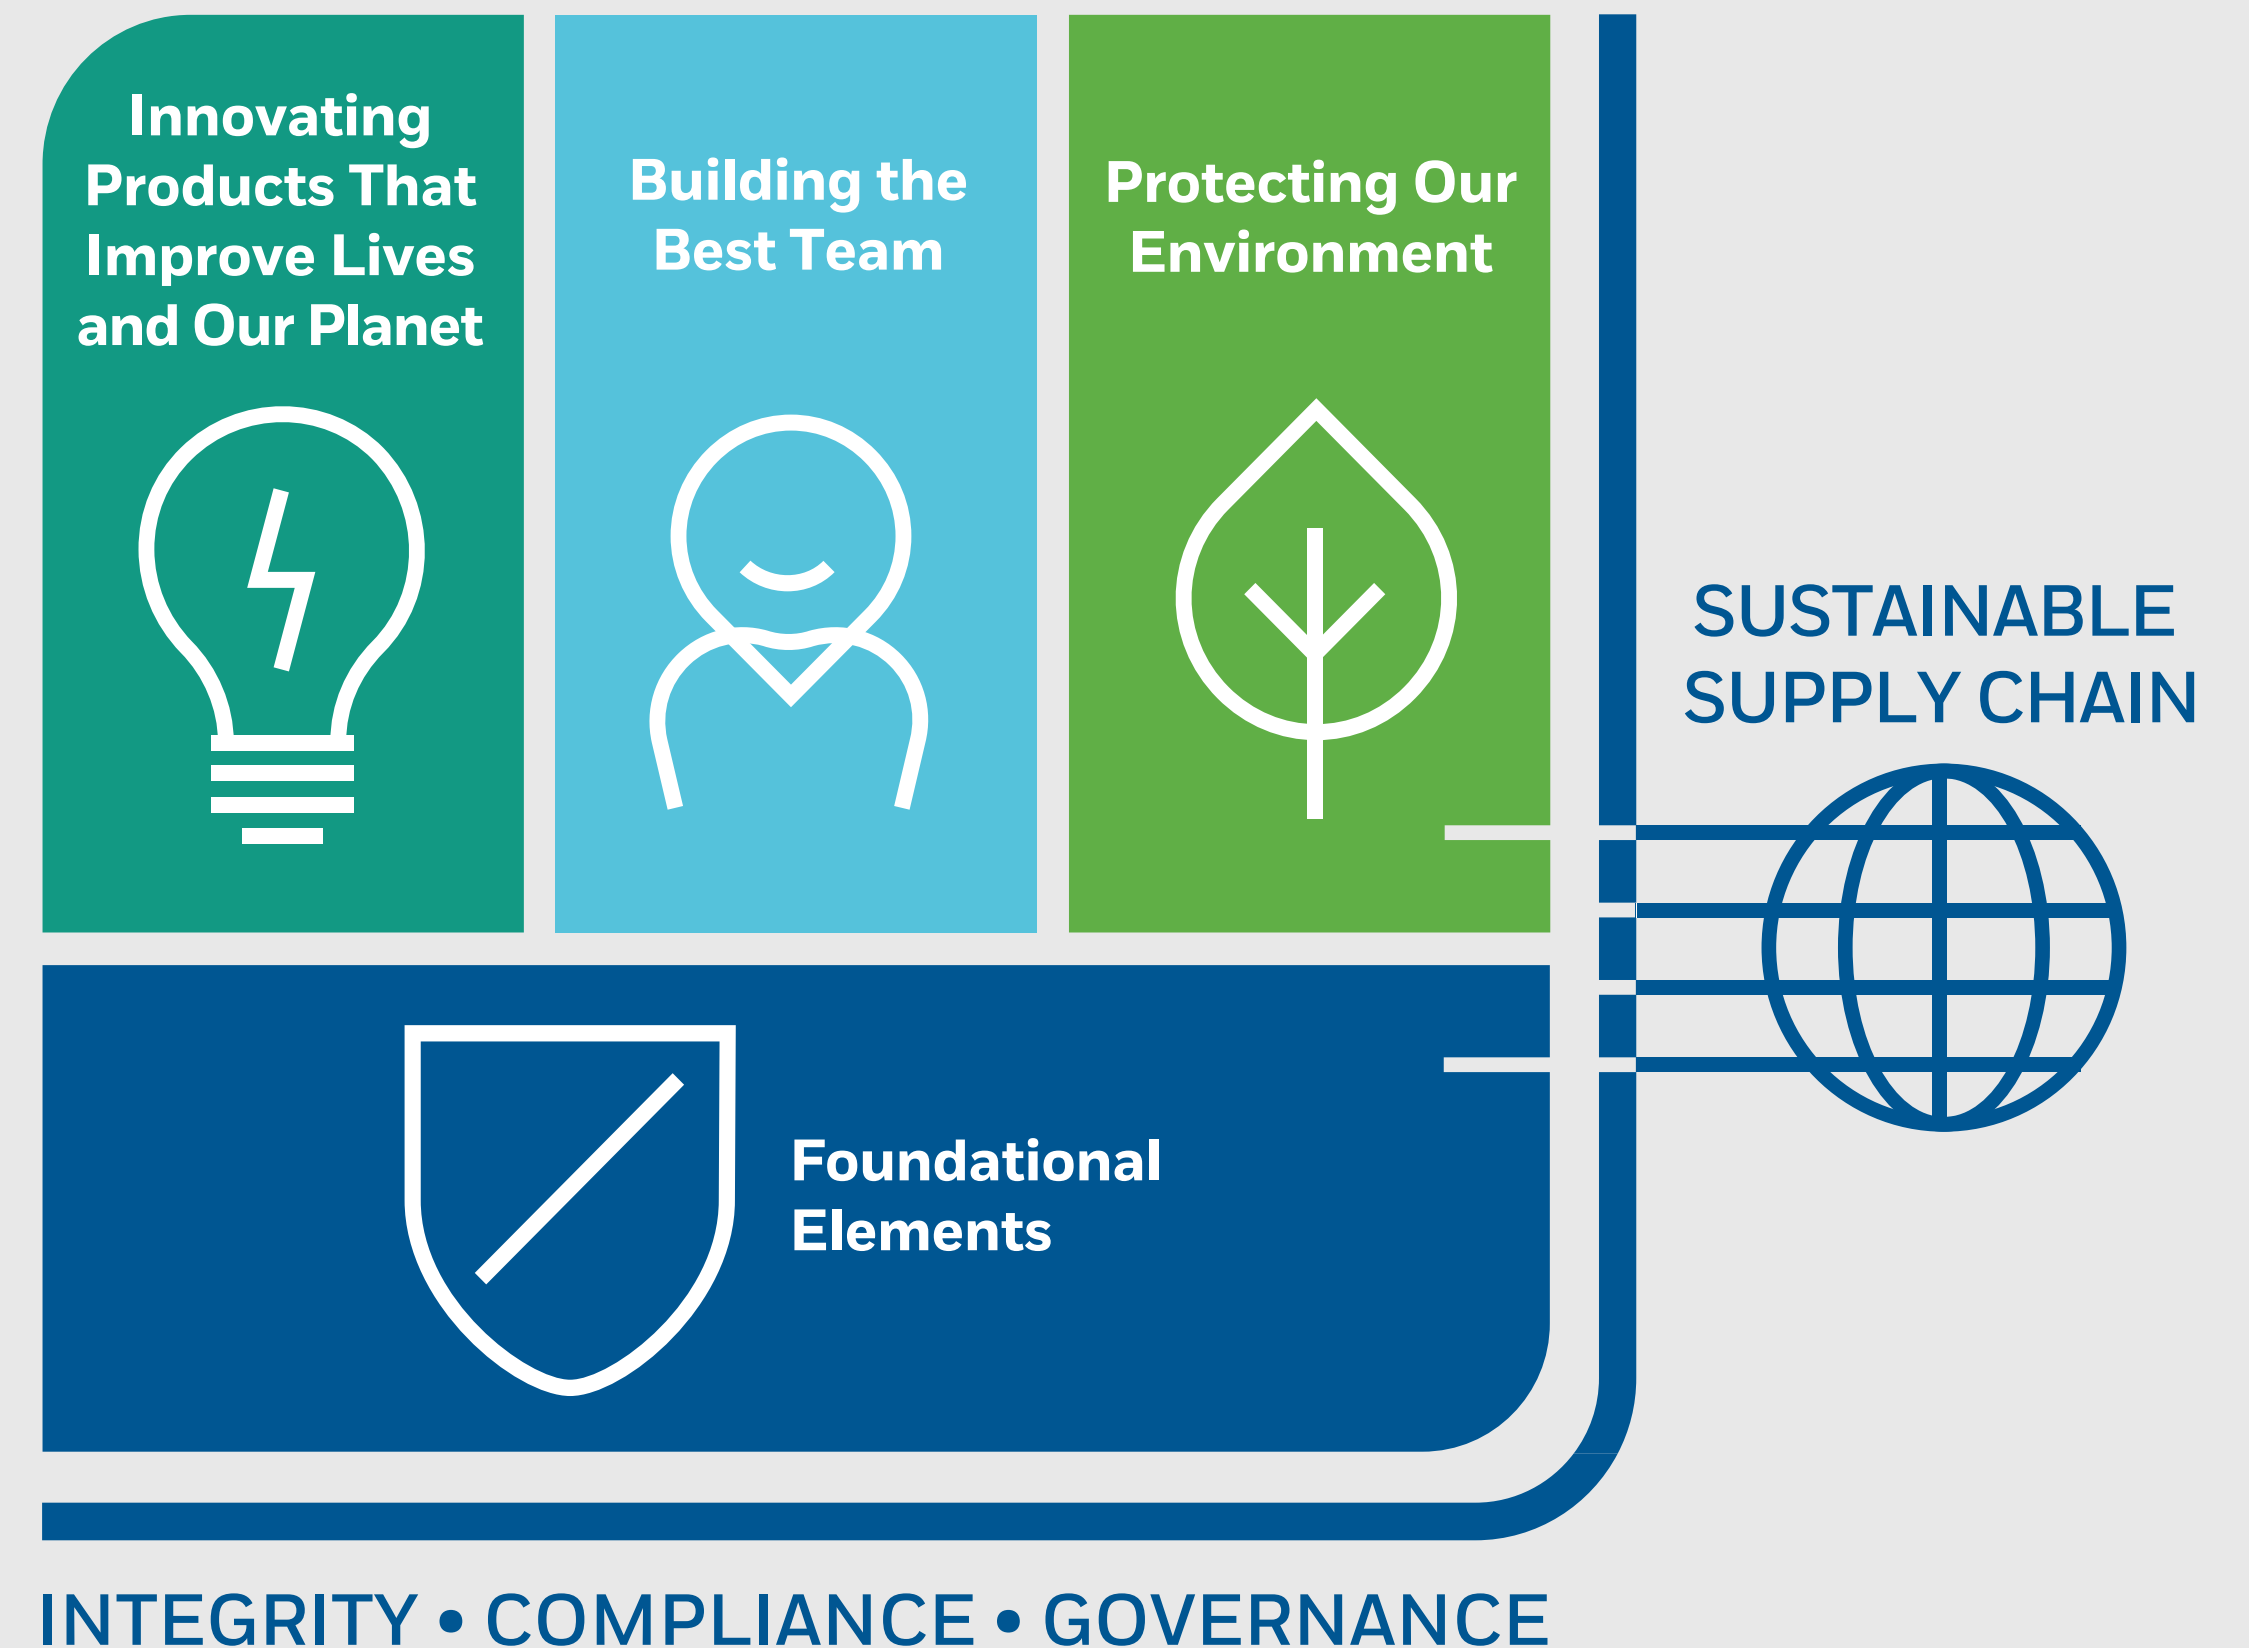 Innovating
Products That
Improve Lives
and Our Planet
Building the
Best Team
Protecting Our
Environment
SUSTAINABLE
SUPPLY CHAIN
Foundational
Elements
INTEGRITY • COMPLIANCE • GOVERNANCE